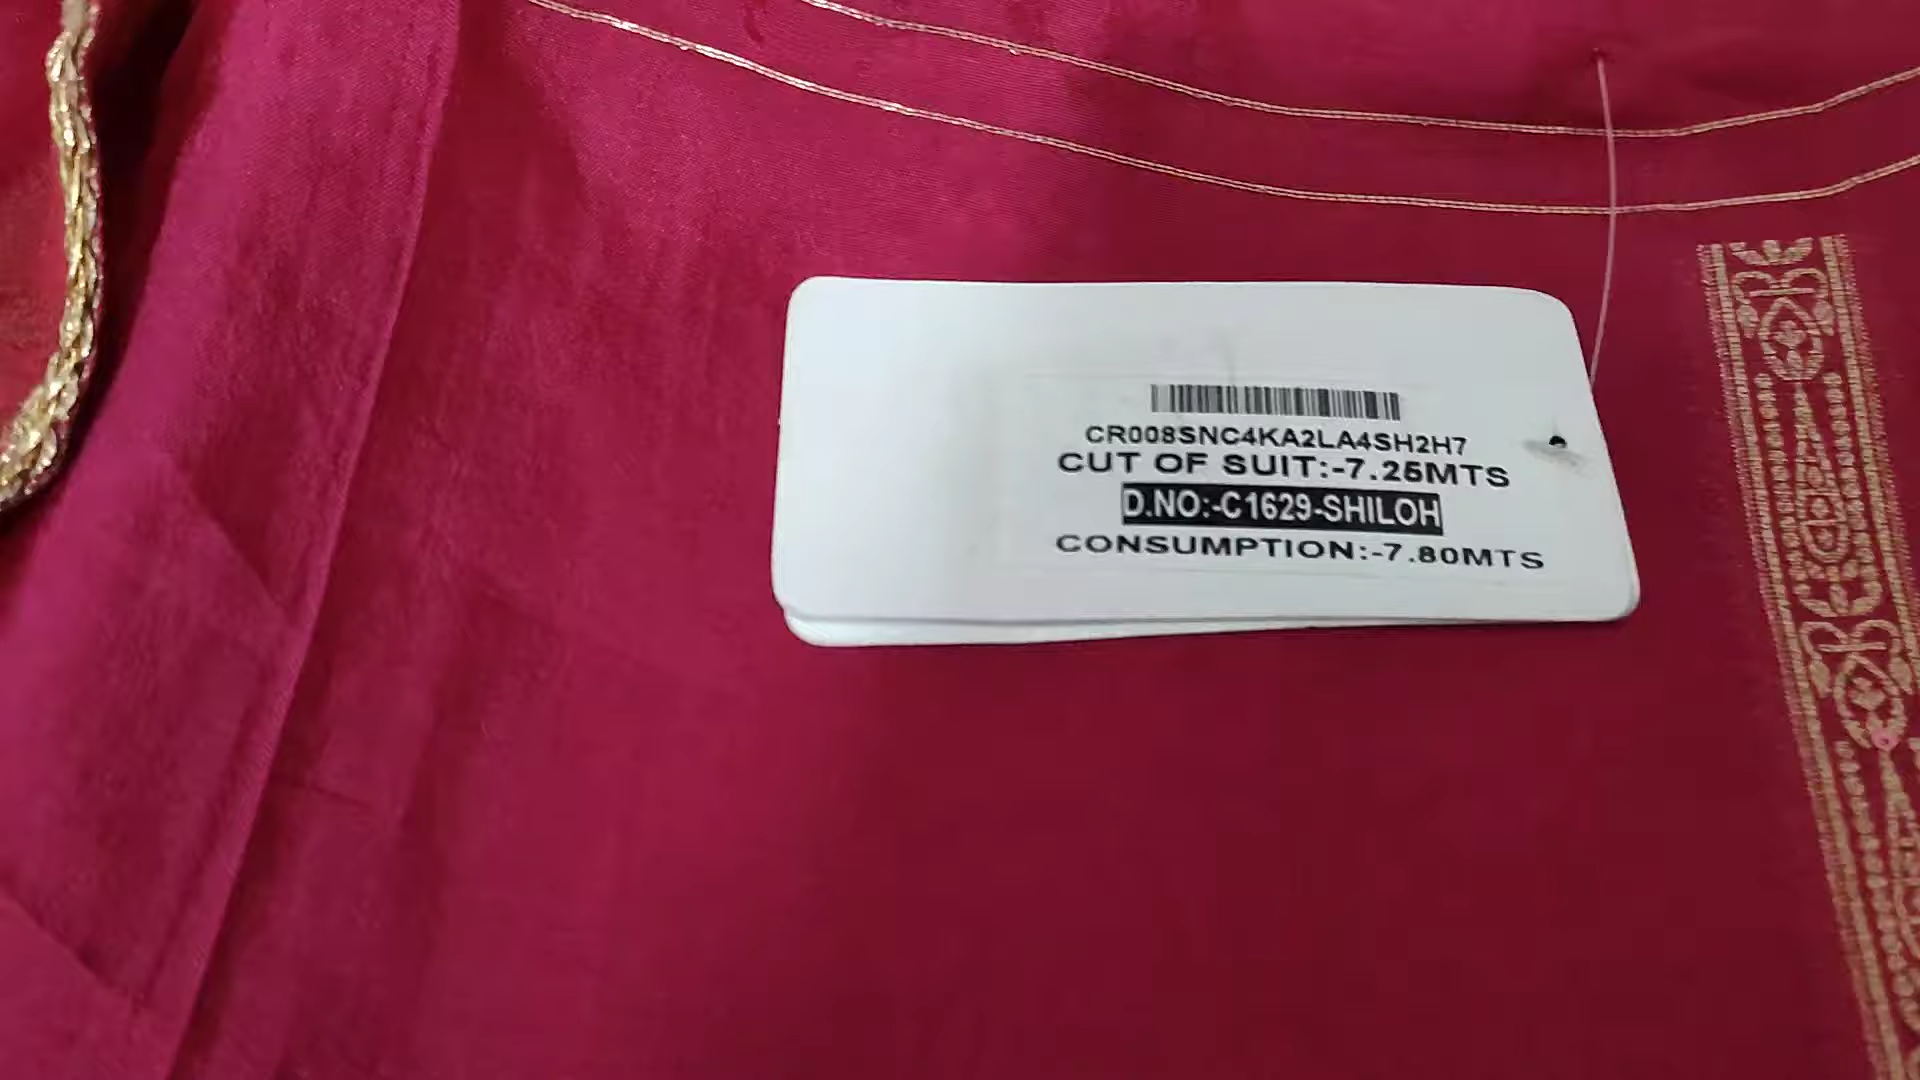 CR008SNC4KA2LA4SH2H7
CUT OF SUIT:-7.25MTS
D.NO:-C1629-SHILOH
CONSUMPTION:-7.80MTS